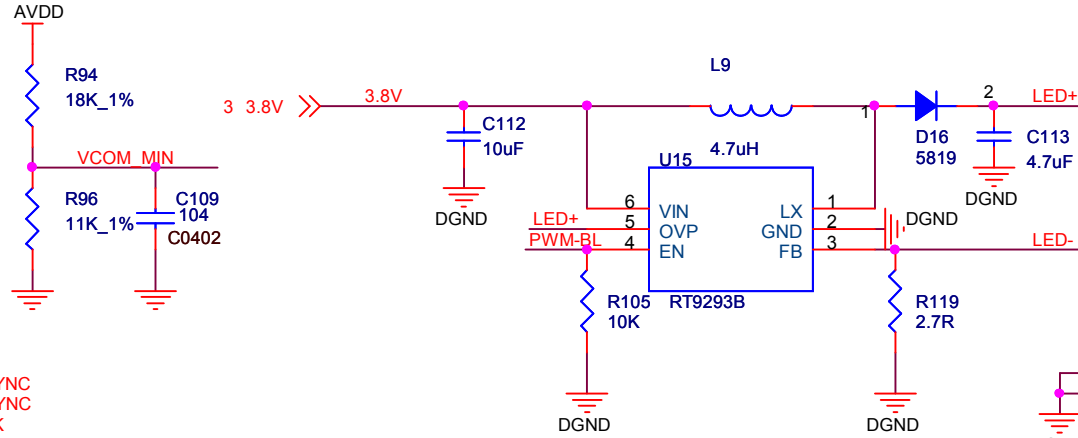 AVDD
R94
18K_1%
VCOM_MIN
R96
11K_1%
C109
104
C0402
3 3.8V
3.8V
C112
10uF
DGND
L9
4.7uH
1
D16
5819
2
LED+
C113
4.7uF
DGND
U15
6 VIN
LED+ 5 OVP
PWM-BL 4 EN
LX 1
GND 2
FB 3
DGND
LED-
RT9293B
R105
10K
DGND
R119
2.7R
DGND
YNC
YNC
K